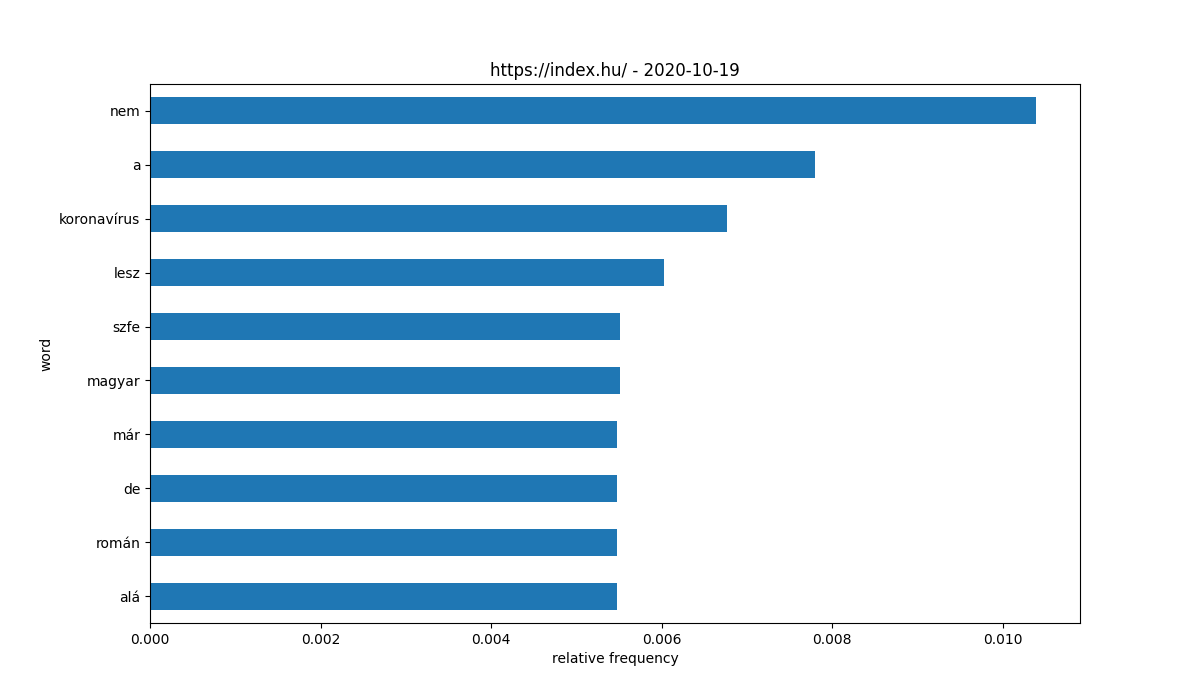 https://index.hu/ - 2020-10-19
nem
a
koronavírus
lesz
szfe
magyar
már
de
román
alá
word
0.000 0.002 0.004 0.006 0.008 0.010
relative frequency